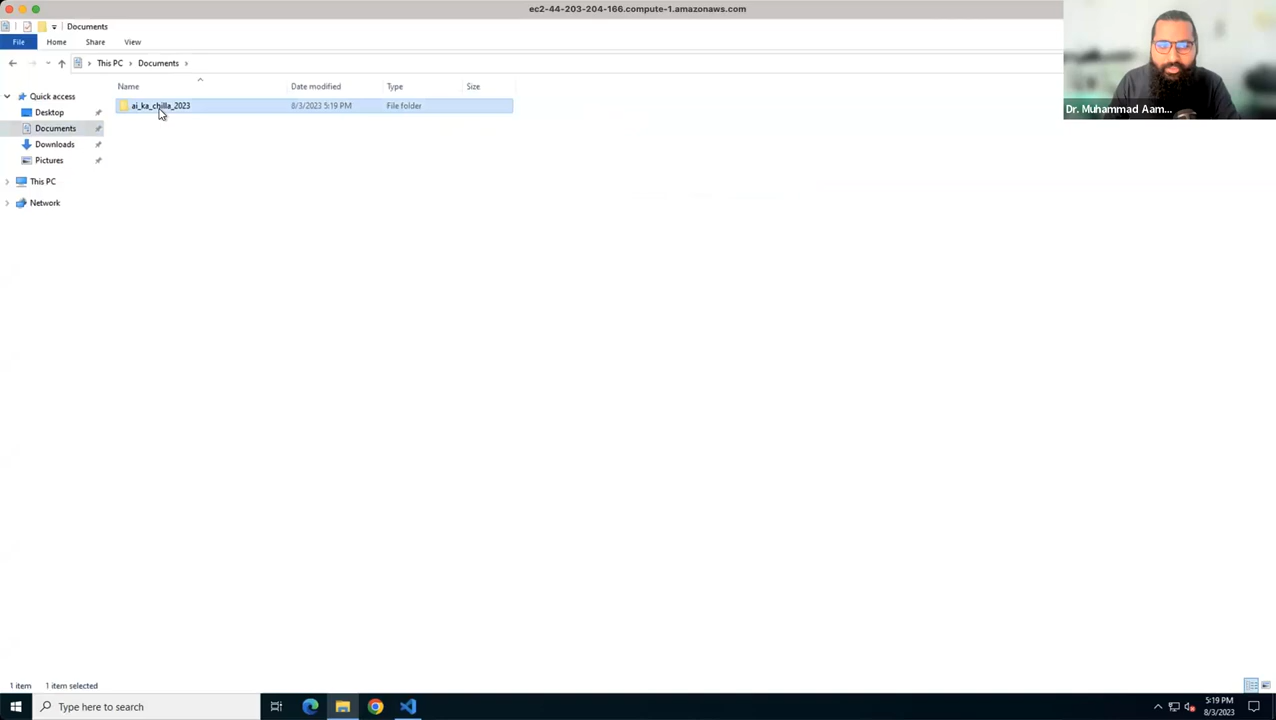 ec2-44-203-204-166.compute-1.amazonaws.com
Documents
File Home Share View
This PC Documents
Name Date modified Type Size
Quick access
ai_ka_chilla_2023 8/3/2023 5:19 PM File folder
Desktop
Documents
Downloads
Pictures
This PC
Network
Dr. Muhammad Aam...
1 item 1 item selected
Type here to search
5:19 PM
8/3/2023